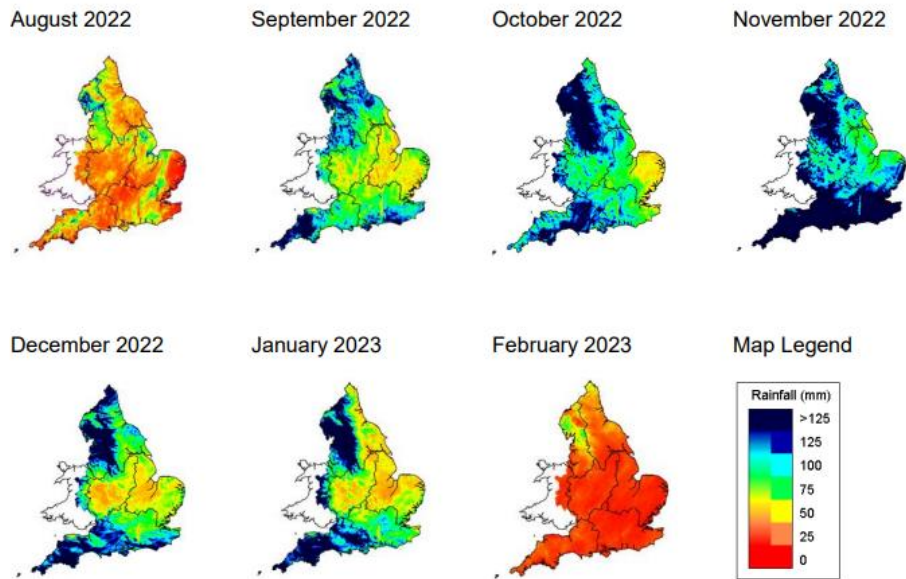 August 2022
September 2022
October 2022
November 2022
December 2022
January 2023
February 2023
Map Legend
Rainfall (mm)
>125
125
100
75
50
25
0